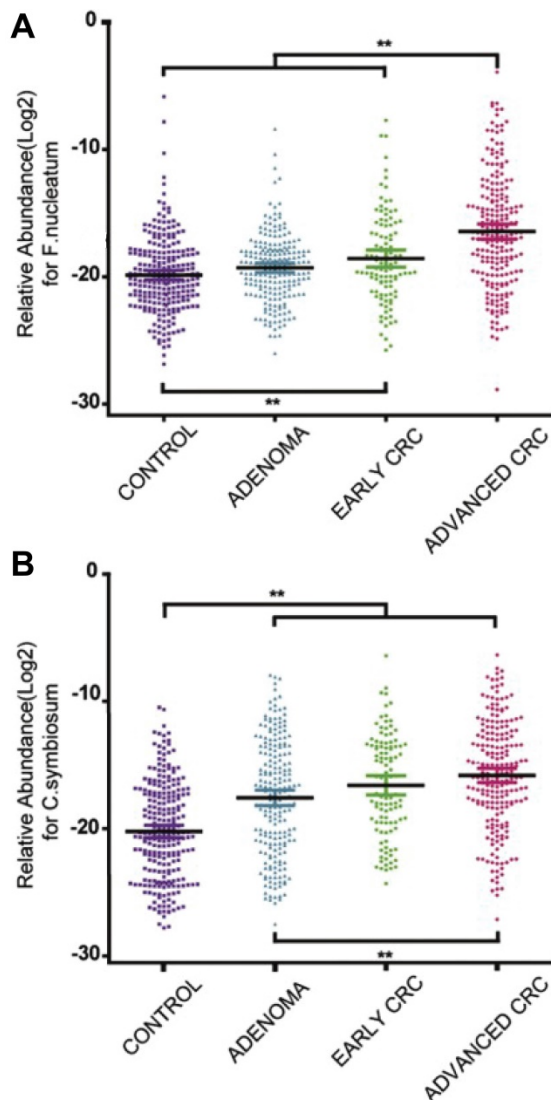 A
0
-10
-20
-30
Relative Abundance(Log2)
for F.nucleatum
**
**
CONTROL
ADENOMA
EARLY CRC
ADVANCED CRC
B
0
-10
-20
-30
Relative Abundance(Log2)
for C.symbiosum
**
**
CONTROL
ADENOMA
EARLY CRC
ADVANCED CRC